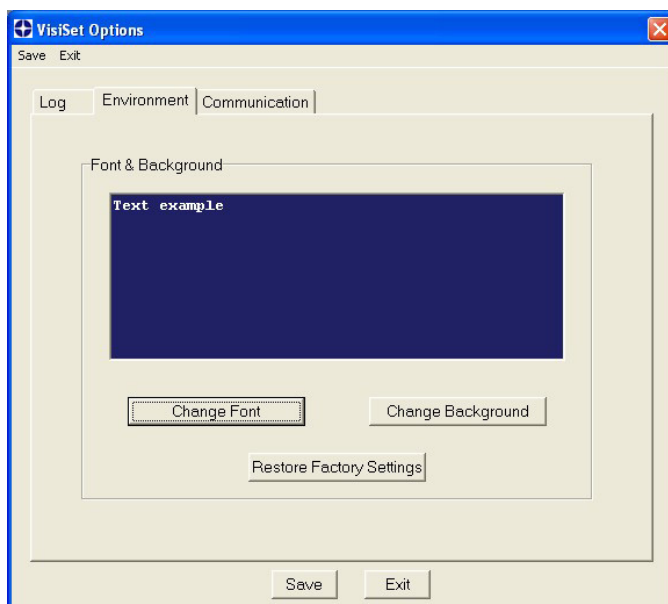 VisiSet Options
Save Exit
Log Environment Communication
Font & Background
Text example
Change Font Change Background
Restore Factory Settings
Save Exit